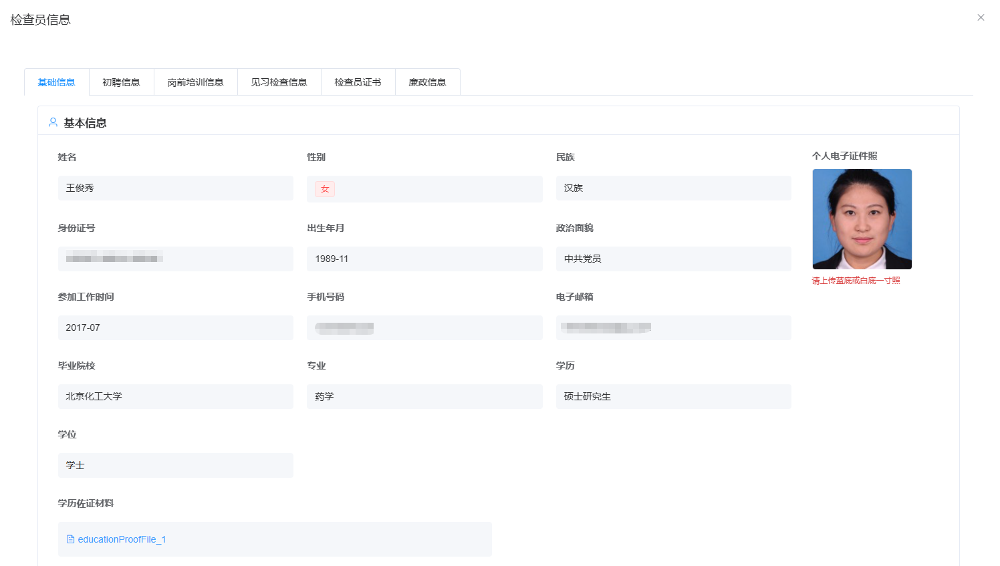 检查员信息
基础信息 初聘信息 岗前培训信息 见习检查信息 检查员证书 廉政信息
基本信息
姓名 性别 民族 个人电子证件照
王俊秀 女 汉族
身份证号 出生年月 政治面貌
1989-11 中共党员
请上传蓝底或白底一寸照
参加工作时间 手机号码 电子邮箱
2017-07
毕业院校 专业 学历
北京化工大学 药学 硕士研究生
学位
学士
学历佐证材料
educationProofFile_1